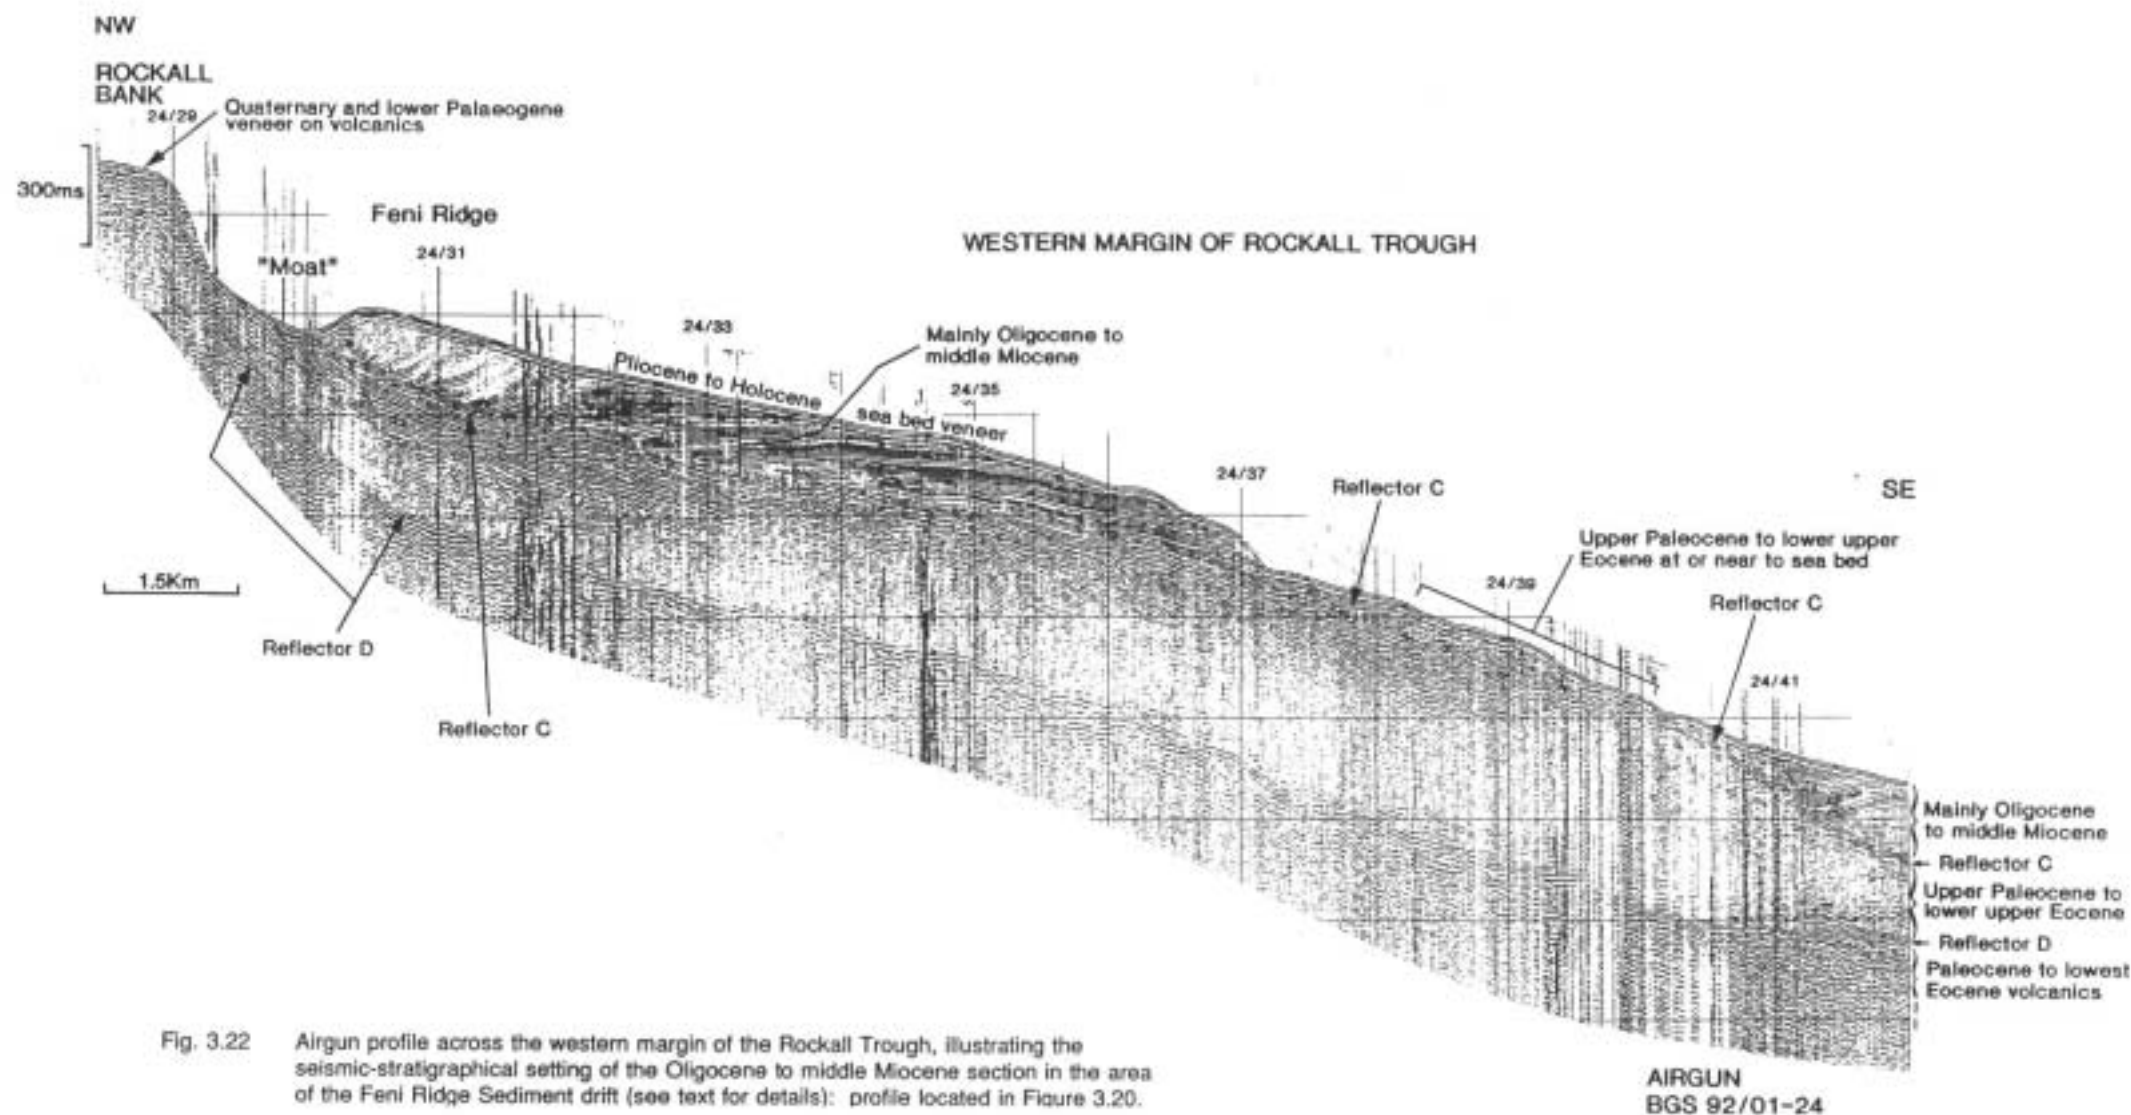 NW
ROCKALL
BANK
24/29
Quaternary and lower Palaeogene
veneer on volcanics
300ms
Feni Ridge
"Moat"
24/31
WESTERN MARGIN OF ROCKALL TROUGH
24/33
Mainly Oligocene to
middle Miocene
Pliocene to Holocene sea bed veneer
24/35
24/37
Reflector C
SE
Upper Paleocene to lower upper
Eocene at or near to sea bed
24/39
Reflector C
1.5Km
Reflector D
Reflector C
24/41
Mainly Oligocene
to middle Miocene
Reflector C
Upper Paleocene to
lower upper Eocene
Reflector D
Paleocene to lowest
Eocene volcanics
Fig. 3.22 Airgun profile across the western margin of the Rockall Trough, illustrating the
seismic-stratigraphical setting of the Oligocene to middle Miocene section in the area
of the Feni Ridge Sediment drift (see text for details): profile located in Figure 3.20.
AIRGUN
BGS 92/01-24